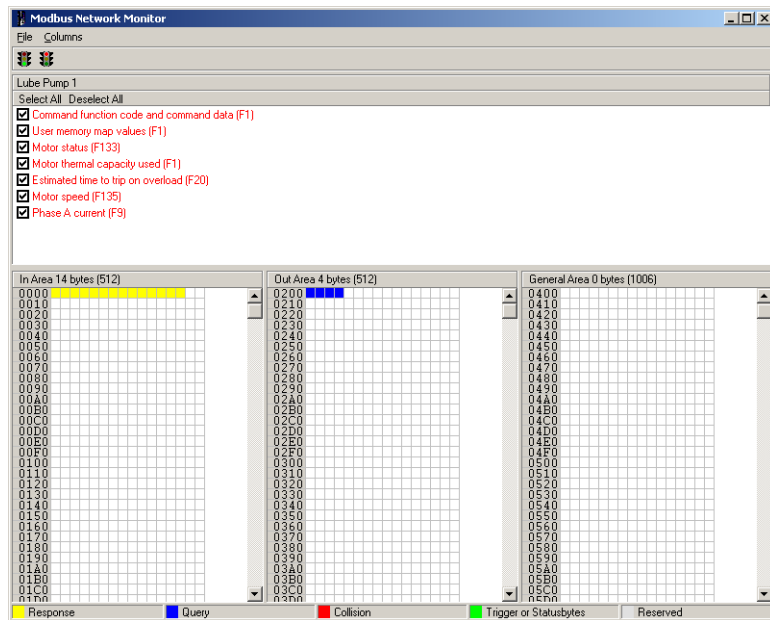 Modbus Network Monitor
File Columns
Lube Pump 1
Select All Deselect All
Command function code and command data (F1)
User memory map values (F1)
Motor status (F133)
Motor thermal capacity used (F1)
Estimated time to trip on overload (F20)
Motor speed (F135)
Phase A current (F9)
In Area 14 bytes (512) Out Area 4 bytes (512) General Area 0 bytes (1006)
0000 0200 0400
0010 0210 0410
0020 0220 0420
0030 0230 0430
0040 0240 0440
0050 0250 0450
0060 0260 0460
0070 0270 0470
0080 0280 0480
0090 0290 0490
00A0 02A0 04A0
00B0 02B0 04B0
00C0 02C0 04C0
00D0 02D0 04D0
00E0 02E0 04E0
00F0 02F0 04F0
0100 0300 0500
0110 0310 0510
0120 0320 0520
0130 0330 0530
0140 0340 0540
0150 0350 0550
0160 0360 0560
0170 0370 0570
0180 0380 0580
0190 0390 0590
01A0 03A0 05A0
01B0 03B0 05B0
01C0 03C0 05C0
01D0 03D0 05D0
Response Query Collision Trigger or Statusbytes Reserved